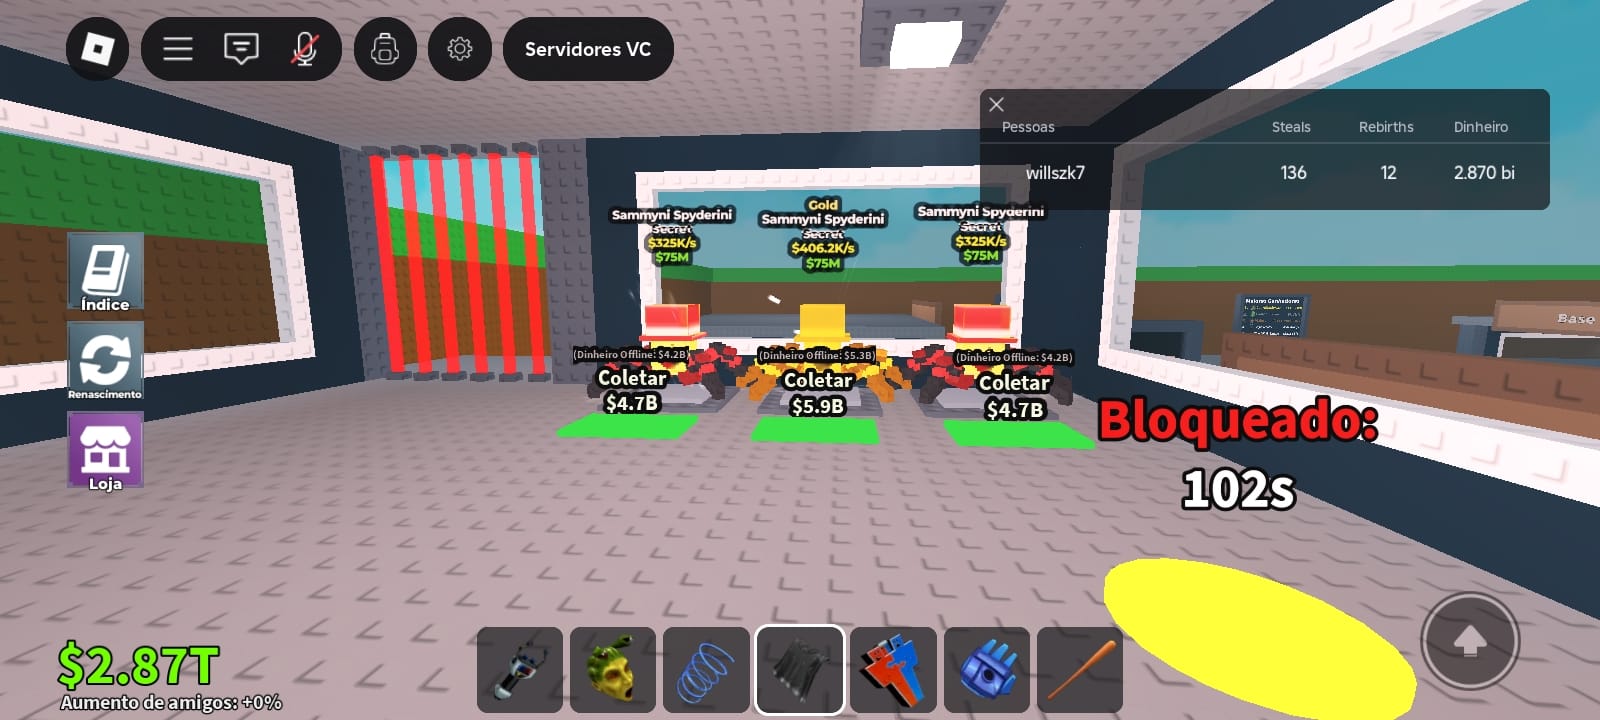 Servidores VC
Pessoas Steals Rebirths Dinheiro
willszk7 136 12 2.870 bi
Sammyni Spyderini
Secret
$325K/s
$75M
Gold
Sammyni Spyderini
Secret
$406.2K/s
$75M
Sammyni Spyderini
Secret
$325K/s
$75M
Índice
Renascimento
Loja
(Dinheiro Offline: $4.2B)
Coletar
$4.7B
(Dinheiro Offline: $5.3B)
Coletar
$5.9B
(Dinheiro Offline: $4.2B)
Coletar
$4.7B
Base
Bloqueado:
102s
$2.87T
Aumento de amigos: +0%